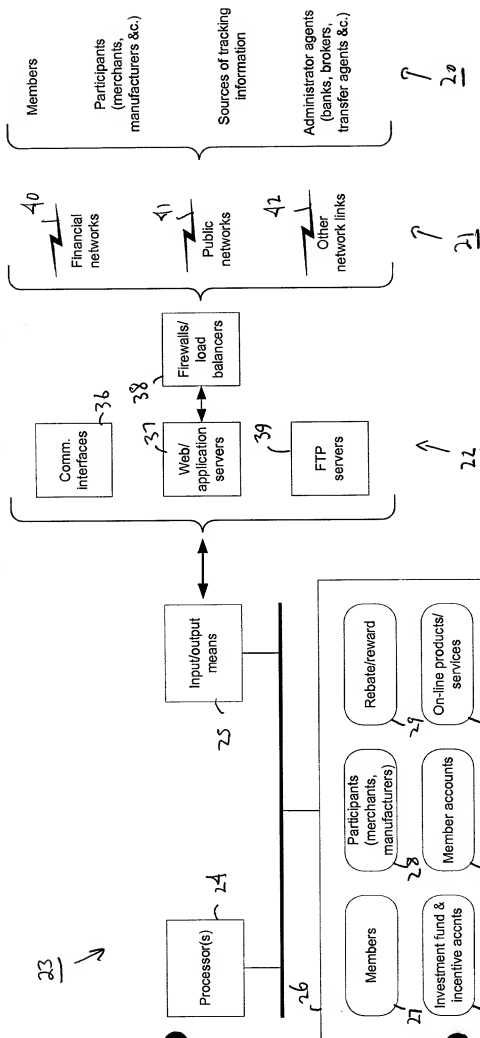 23
Processor(s)
24
Input/output
means
25
26
Members
27
Participants
(merchants,
manufacturers)
28
Rebate/reward
29
Investment fund &
incentive accnts
Member accounts
On-line products/
services
Comm.
interfaces
36
37
Web/
application
servers
38
Firewalls/
load
balancers
39
FTP
servers
22
40
Financial
networks
41
Public
networks
42
Other
network links
21
Members
Participants
(merchants,
manufacturers &c.)
Sources of tracking
information
Administrator agents
(banks, brokers,
transfer agents &c.)
20